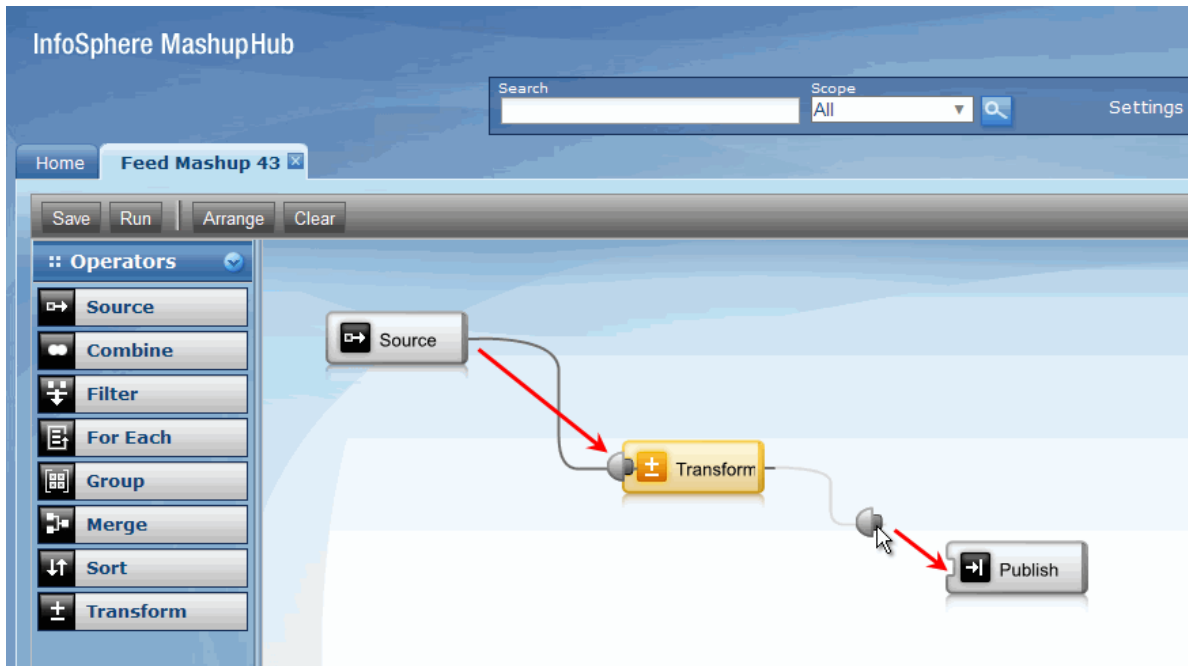 InfoSphere MashupHub
Search
Scope
All
Settings
Home
Feed Mashup 43
Save Run Arrange Clear
:: Operators
Source
Combine
Filter
For Each
Group
Merge
Sort
Transform
Source
Transform
Publish